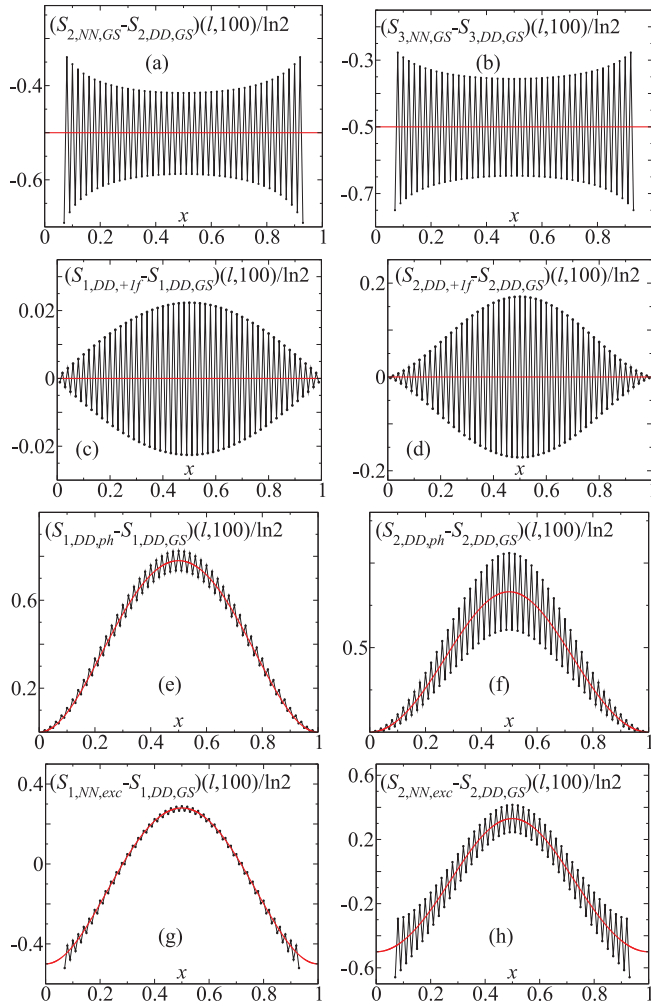 (S2,NN,GS-S2,DD,GS)(l,100)/ln2
(a)
-0.4
-0.6
x
0 0.2 0.4 0.6 0.8 1
(S3,NN,GS-S3,DD,GS)(l,100)/ln2
(b)
-0.3
-0.5
-0.7
x
0 0.2 0.4 0.6 0.8 1
(S1,DD,+1f-S1,DD,GS)(l,100)/ln2
0.02
0
-0.02
(c)
x
0 0.2 0.4 0.6 0.8 1
(S2,DD,+1f-S2,DD,GS)(l,100)/ln2
0.2
0
-0.2
(d)
x
0 0.2 0.4 0.6 0.8 1
(S1,DD,ph-S1,DD,GS)(l,100)/ln2
0.6
0.2
(e)
x
0 0.2 0.4 0.6 0.8 1
(S2,DD,ph-S2,DD,GS)(l,100)/ln2
0.5
(f)
x
0 0.2 0.4 0.6 0.8 1
(S1,NN,exc-S1,DD,GS)(l,100)/ln2
0.4
0
-0.4
(g)
x
0 0.2 0.4 0.6 0.8 1
(S2,NN,exc-S2,DD,GS)(l,100)/ln2
0.6
0.2
-0.2
-0.6
(h)
x
0 0.2 0.4 0.6 0.8 1